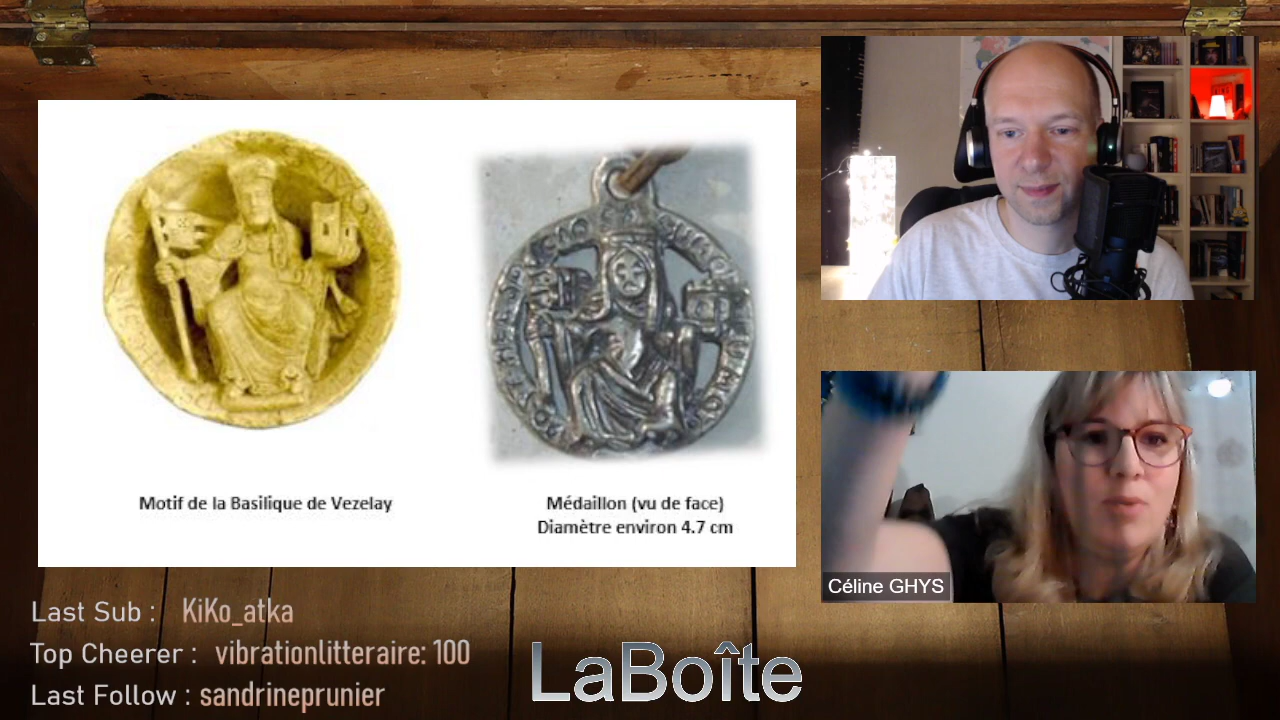 Motif de la Basilique de Vezelay
Médaillon (vu de face)
Diamètre environ 4.7 cm
Céline GHYS
Last Sub : KiKo_atka
Top Cheerer : vibrationlitteraire: 100
Last Follow : sandrineprunier
LaBoîte